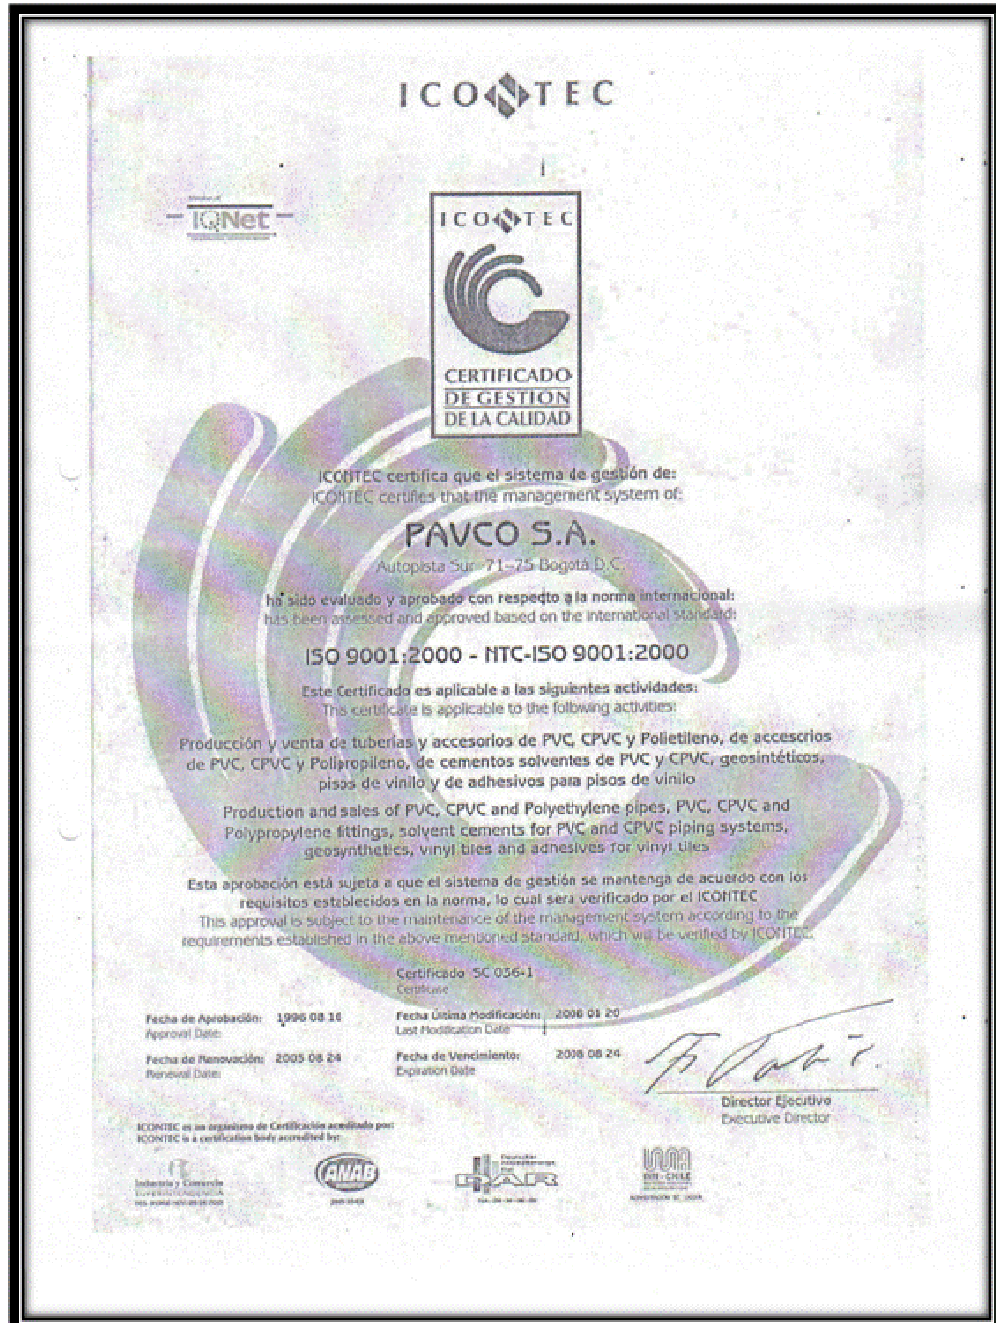 ICONTEC
IQNet
ICONTEC
CERTIFICADO
DE GESTIÓN
DE LA CALIDAD
ICONTEC certifica que el sistema de gestión de:
ICONTEC certifies that the management system of:
PAVCO S.A.
Autopista Sur 71-75 Bogotá D.C.
ha sido evaluado y aprobado con respecto a la norma internacional:
has been assessed and approved based on the international standard:
ISO 9001:2000 - NTC-ISO 9001:2000
Este Certificado es aplicable a las siguientes actividades:
This certificate is applicable to the following activities:
Producción y venta de tuberías y accesorios de PVC, CPVC y Polietileno, de accesorios
de PVC, CPVC y Polipropileno, de cementos solventes de PVC y CPVC, geosintéticos,
pisos de vinilo y de adhesivos para pisos de vinilo
Production and sales of PVC, CPVC and Polyethylene pipes, PVC, CPVC and
Polypropylene fittings, solvent cements for PVC and CPVC piping systems,
geosynthetics, vinyl tiles and adhesives for vinyl tiles
Esta aprobación está sujeta a que el sistema de gestión se mantenga de acuerdo con los
requisitos establecidos en la norma, lo cual será verificado por el ICONTEC
This approval is subject to the maintenance of the management system according to the
requirements established in the above mentioned standard, which will be verified by ICONTEC.
Certificado SC 056-1
Certificate
Fecha de Aprobación: 1996 08 16
Approval Date:
Fecha Última Modificación: 2006 01 20
Last Modification Date
Fecha de Renovación: 2005 08 24
Renewal Date:
Fecha de Vencimiento: 2008 08 24
Expiration Date
Director Ejecutivo
Executive Director
ICONTEC es un organismo de Certificación acreditado por:
ICONTEC is a certification body accredited by:
Industria y Comercio
SUPERINTENDENCIA
ANAB
DAR
INN - CHILE